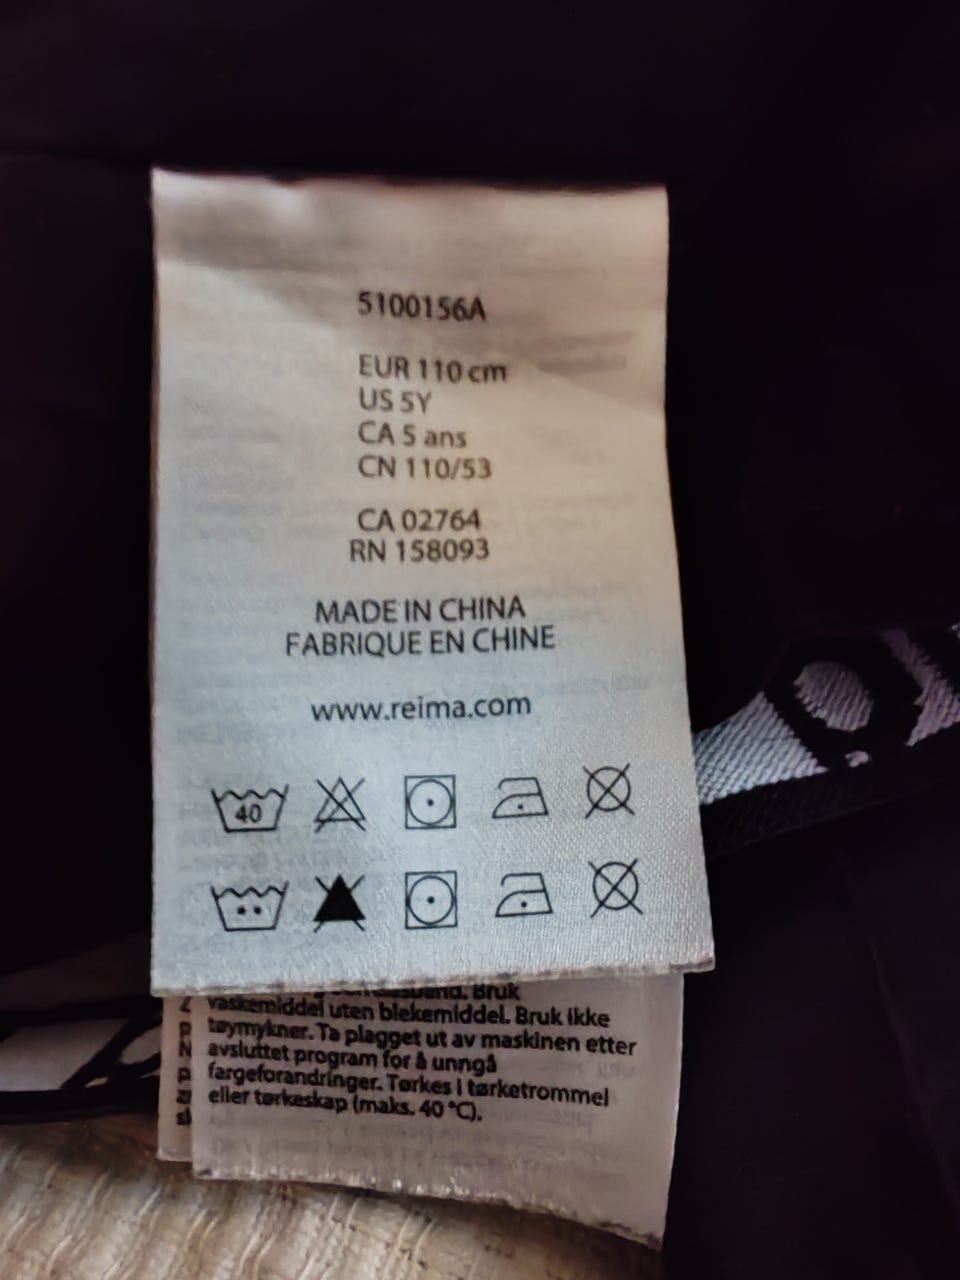 5100156A
EUR 110 cm
US 5Y
CA 5 ans
CN 110/53
CA 02764
RN 158093
MADE IN CHINA
FABRIQUE EN CHINE
www.reima.com
40
Bruk
vaskemiddel uten blekemiddel. Bruk ikke
tøymykner. Ta plagget ut av maskinen etter
avsluttet program for å unngå
fargeforandringer. Tørkes i tørketrommel
eller tørkeskap (maks. 40 °C).